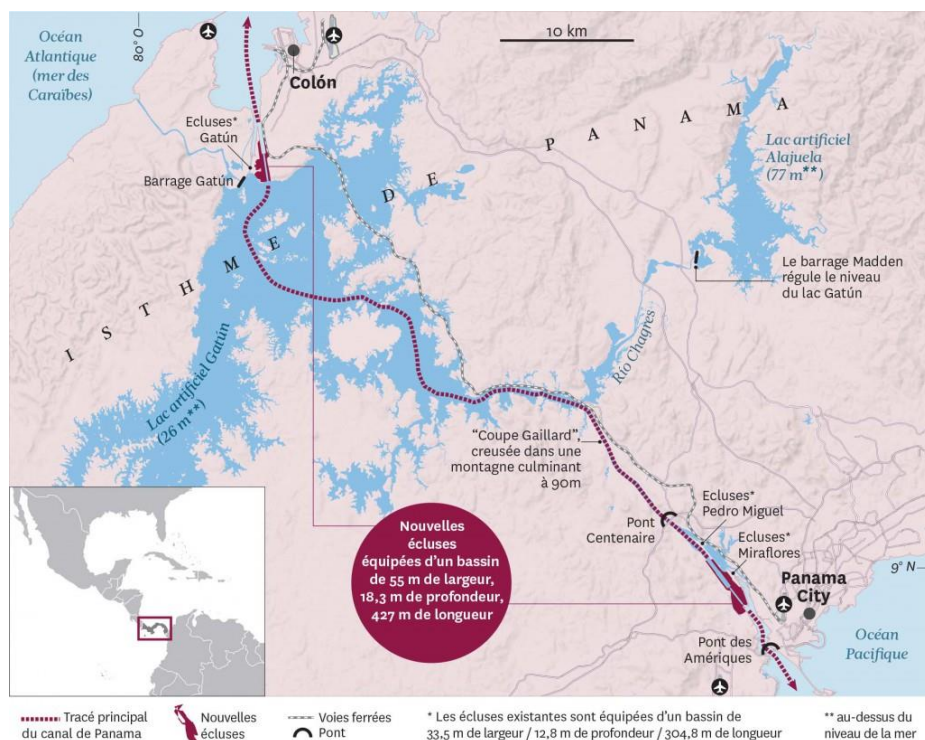 Océan
Atlantique
(mer des
Caraïbes)
80° O
10 km
Colón
Ecluses*
Gatún
Barrage Gatún
ISTHME DE PANAMA
Lac artificiel
Alajuela
(77 m**)
Le barrage Madden
régule le niveau
du lac Gatún
Río Chagres
Lac artificiel Gatún
(26 m**)
"Coupe Gaillard",
creusée dans une
montagne culminant
à 90m
Ecluses*
Pedro Miguel
Pont
Centenaire
Ecluses*
Miraflores
9° N
Nouvelles
écluses
équipées d'un bassin
de 55 m de largeur,
18,3 m de profondeur,
427 m de longueur
Panama
City
Pont des
Amériques
Océan
Pacifique
Tracé principal
du canal de Panama
Nouvelles
écluses
Voies ferrées
Pont
* Les écluses existantes sont équipées d'un bassin de
33,5 m de largeur / 12,8 m de profondeur / 304,8 m de longueur
** au-dessus du
niveau de la mer